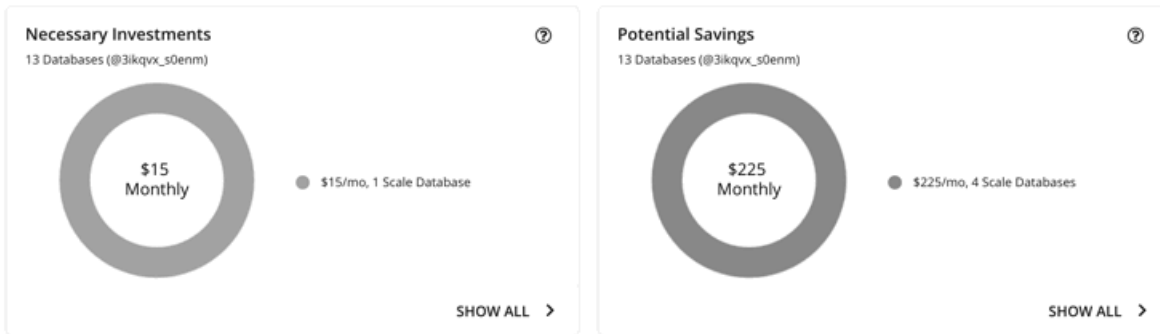 Necessary Investments
13 Databases (@3ikqvx_s0enm)
$15
Monthly
$15/mo, 1 Scale Database
SHOW ALL
Potential Savings
13 Databases (@3ikqvx_s0enm)
$225
Monthly
$225/mo, 4 Scale Databases
SHOW ALL